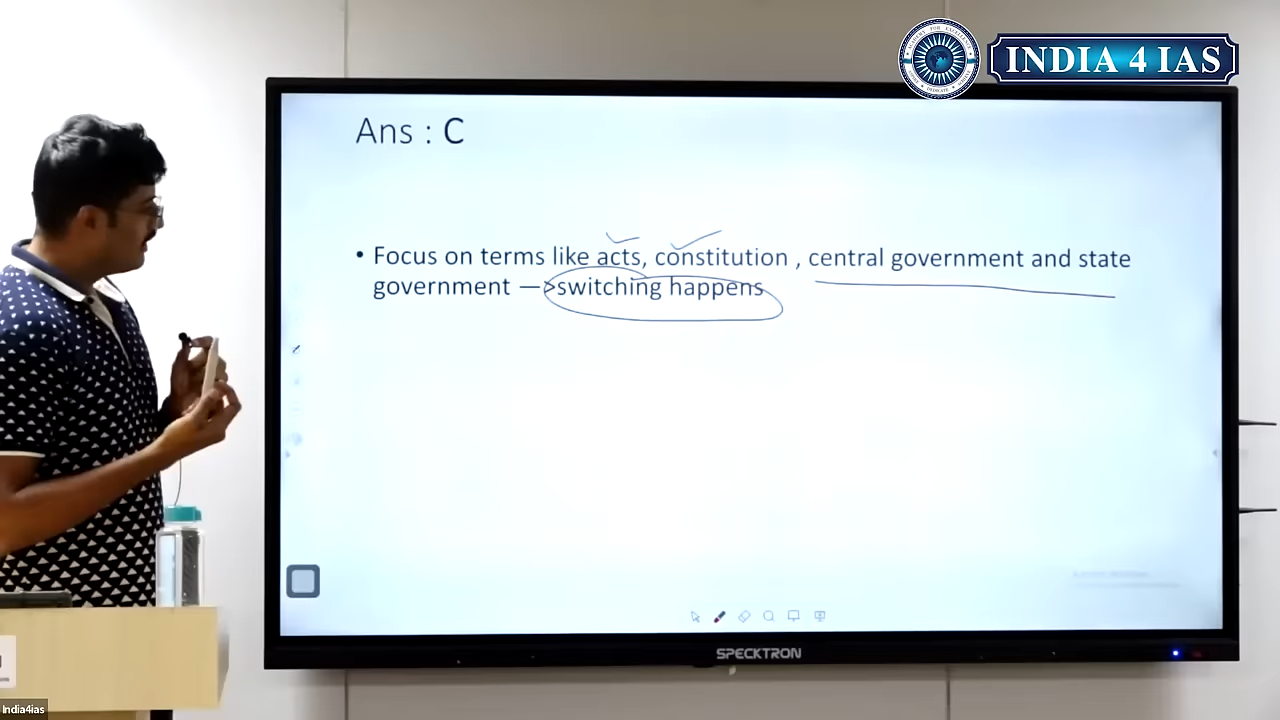 INDIA 4 IAS
Ans : C
• Focus on terms like acts, constitution , central government and state
government —>switching happens
SPECKTRON
India4ias